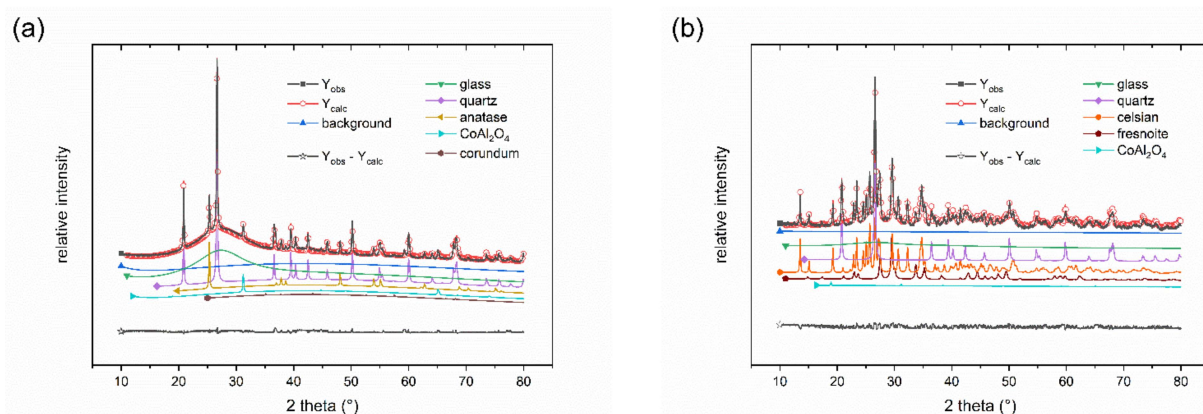 (a)
Y_obs
Y_calc
background
Y_obs - Y_calc
glass
quartz
anatase
CoAl₂O₄
corundum
relative intensity
10 20 30 40 50 60 70 80
2 theta (°)
(b)
Y_obs
Y_calc
background
Y_obs - Y_calc
glass
quartz
celsian
fresnoite
CoAl₂O₄
relative intensity
10 20 30 40 50 60 70 80
2 theta (°)